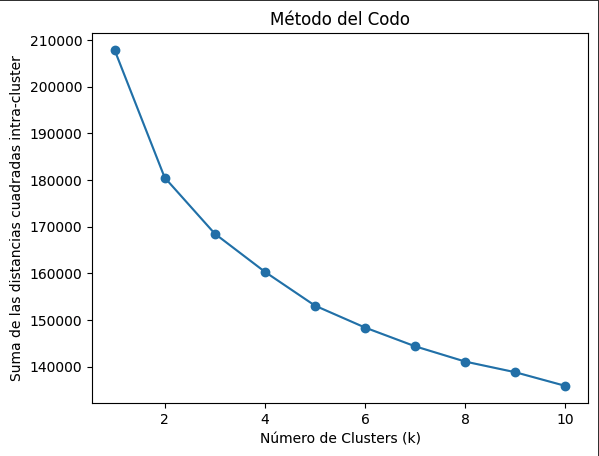 Método del Codo
Suma de las distancias cuadradas intra-cluster
210000
200000
190000
180000
170000
160000
150000
140000
2 4 6 8 10
Número de Clusters (k)